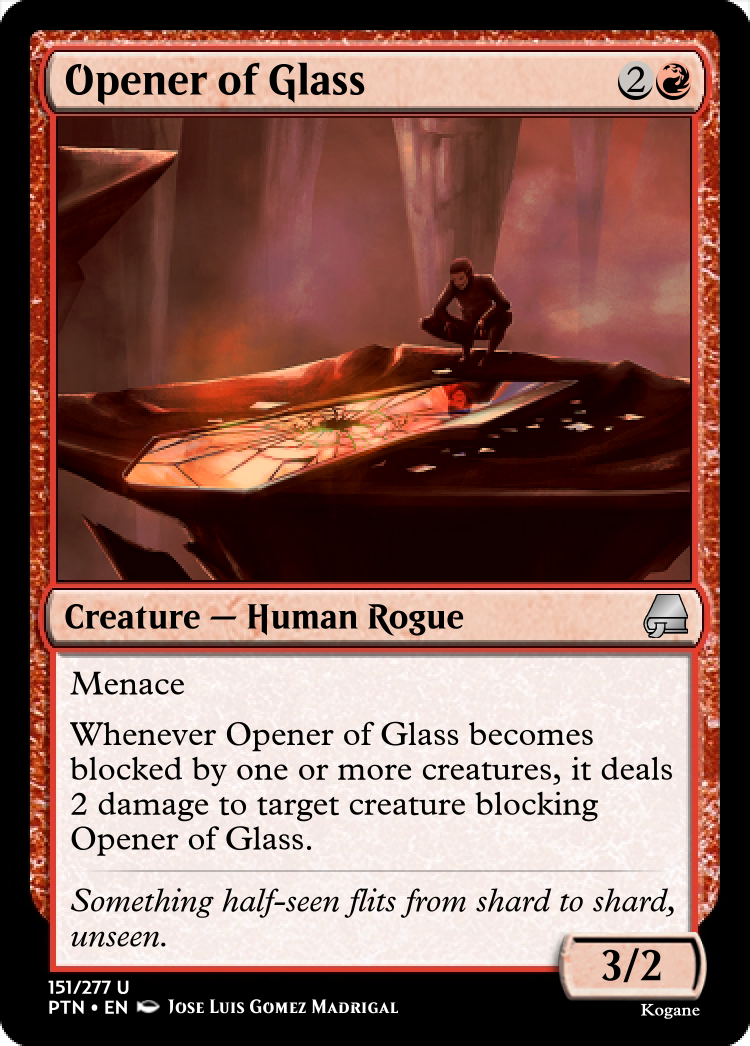 Opener of Glass 2
Creature — Human Rogue
Menace
Whenever Opener of Glass becomes
blocked by one or more creatures, it deals
2 damage to target creature blocking
Opener of Glass.
Something half-seen flits from shard to shard,
unseen.
3/2
151/277 U
PTN • EN Jose Luis Gomez Madrigal
Kogane